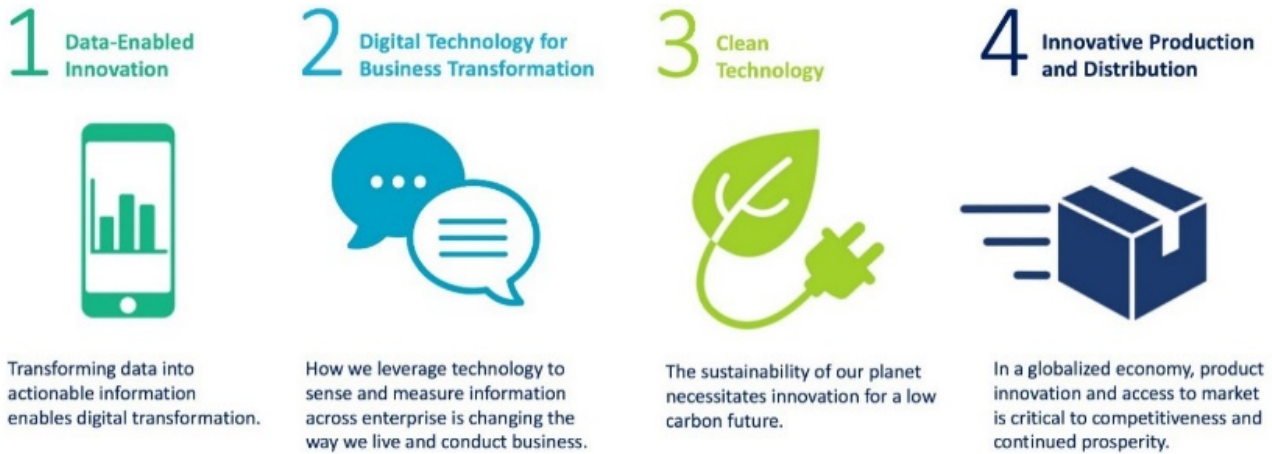 1 Data-Enabled
Innovation
Transforming data into
actionable information
enables digital transformation.
2 Digital Technology for
Business Transformation
How we leverage technology to
sense and measure information
across enterprise is changing the
way we live and conduct business.
3 Clean
Technology
The sustainability of our planet
necessitates innovation for a low
carbon future.
4 Innovative Production
and Distribution
In a globalized economy, product
innovation and access to market
is critical to competitiveness and
continued prosperity.